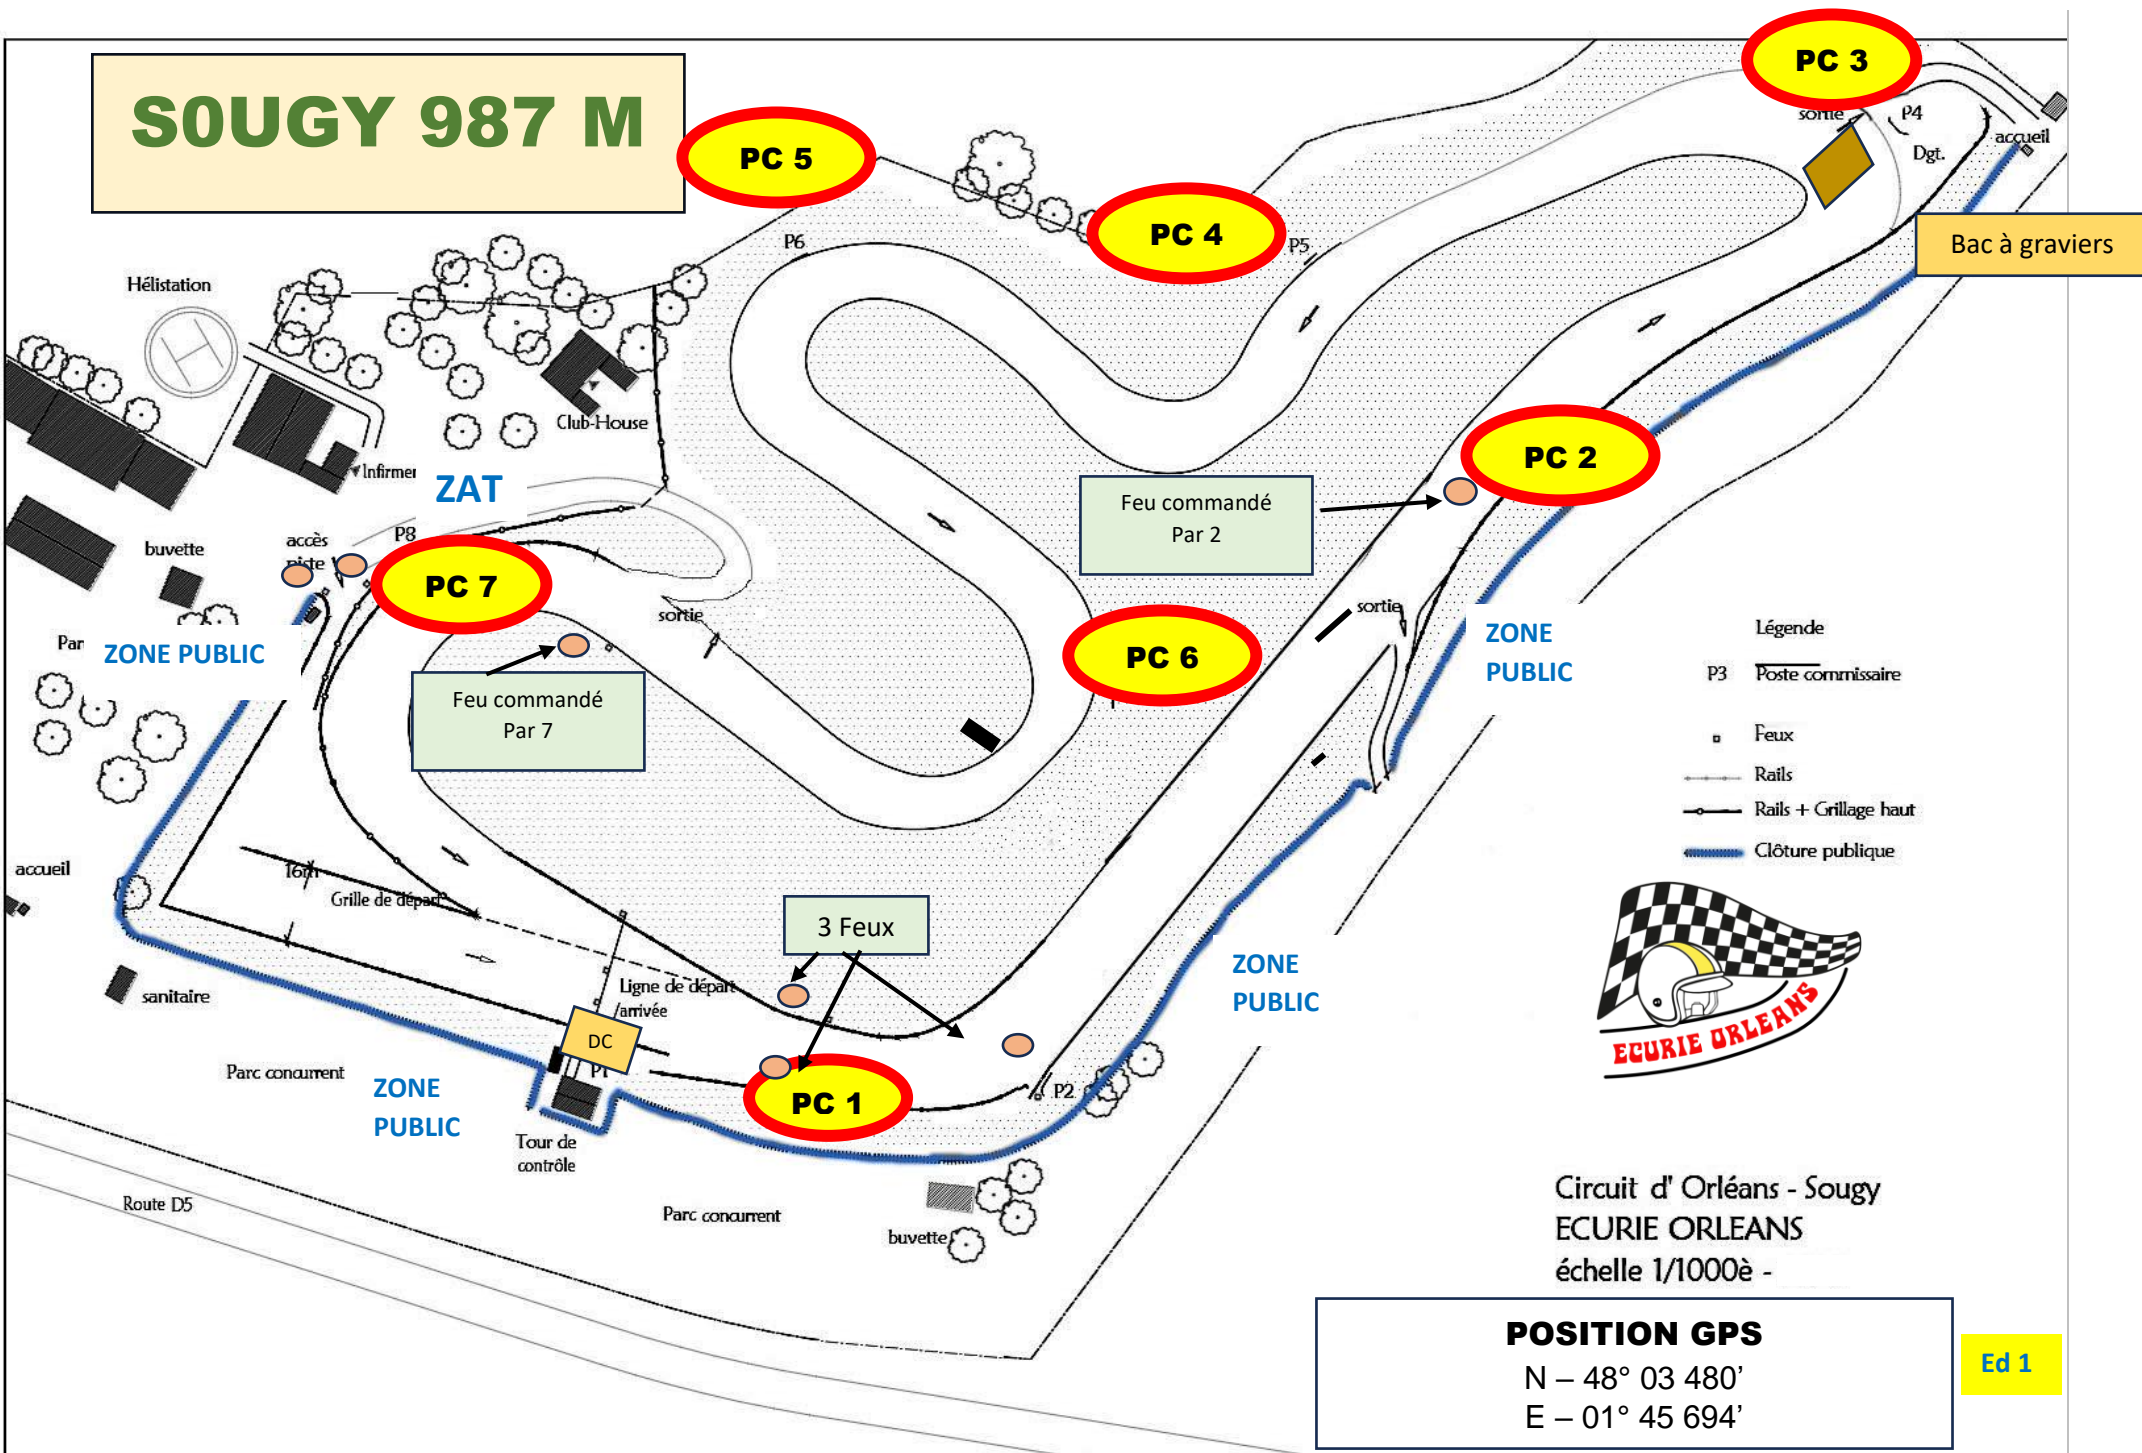 S0UGY 987 M
PC 3
PC 5
PC 4
sortie
P4
Dgt.
accueil
Bac à graviers
P6
P5
Hélistation
Club-House
PC 2
Infirmer
ZAT
Feu commandé
Par 2
buvette
accès
piste
P8
PC 7
sortie
sortie
PC 6
ZONE
PUBLIC
Par
ZONE PUBLIC
Feu commandé
Par 7
Légende
P3 Poste commissaire
Feux
Rails
Rails + Grillage haut
Clôture publique
accueil
16m
Grille de départ
3 Feux
sanitaire
Ligne de départ
/arrivée
DC
P1
ZONE
PUBLIC
ECURIE ORLEANS
Parc concurrent
ZONE
PUBLIC
PC 1
P2
Tour de
contrôle
Route D5
Parc concurrent
buvette
Circuit d' Orléans - Sougy
ECURIE ORLEANS
échelle 1/1000è -
POSITION GPS
N – 48° 03 480'
E – 01° 45 694'
Ed 1